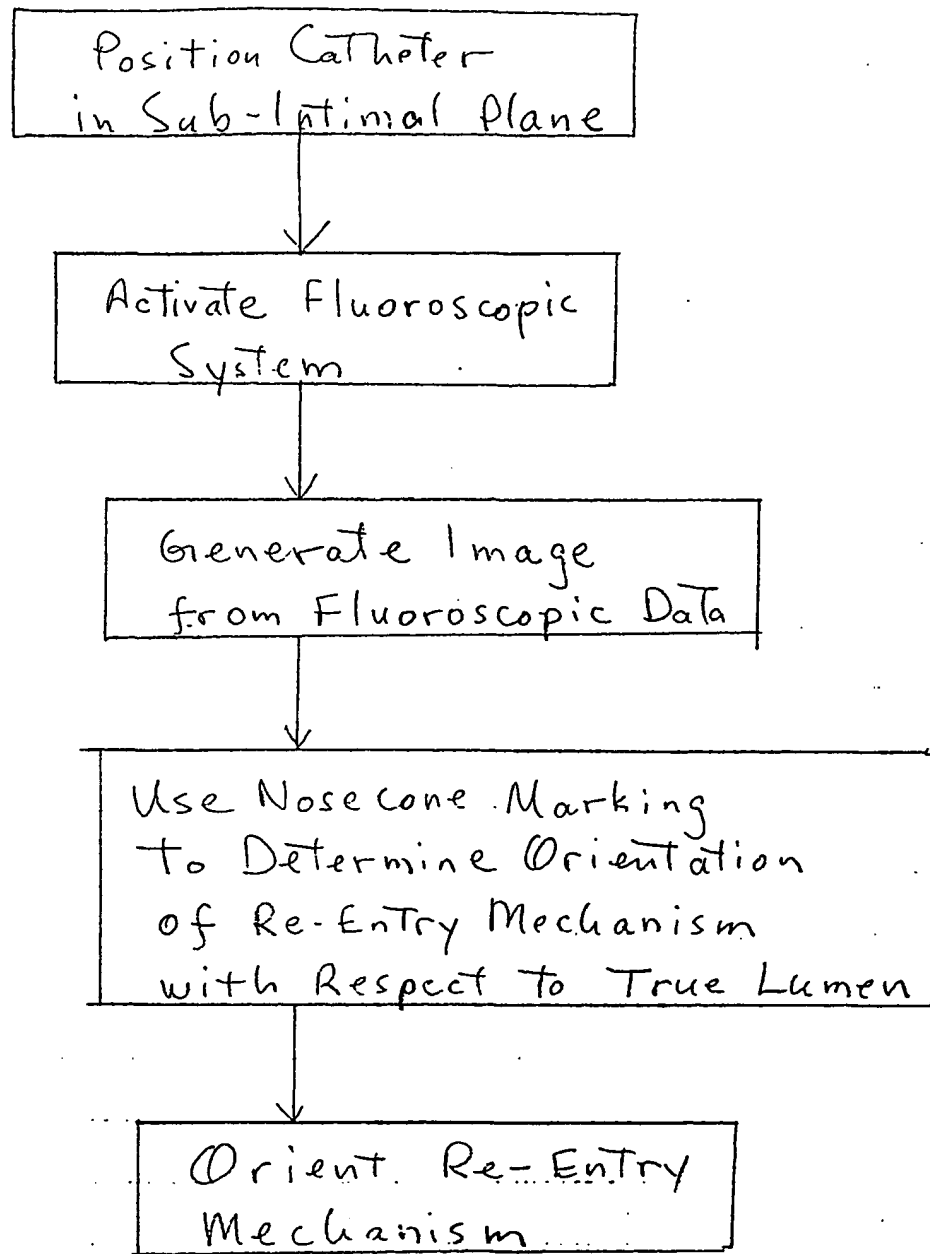 Position Catheter
in Sub-Intimal Plane
Activate Fluoroscopic
System
Generate Image
from Fluoroscopic Data
Use Nosecone Marking
to Determine Orientation
of Re-Entry Mechanism
with Respect to True Lumen
Orient Re-Entry
Mechanism